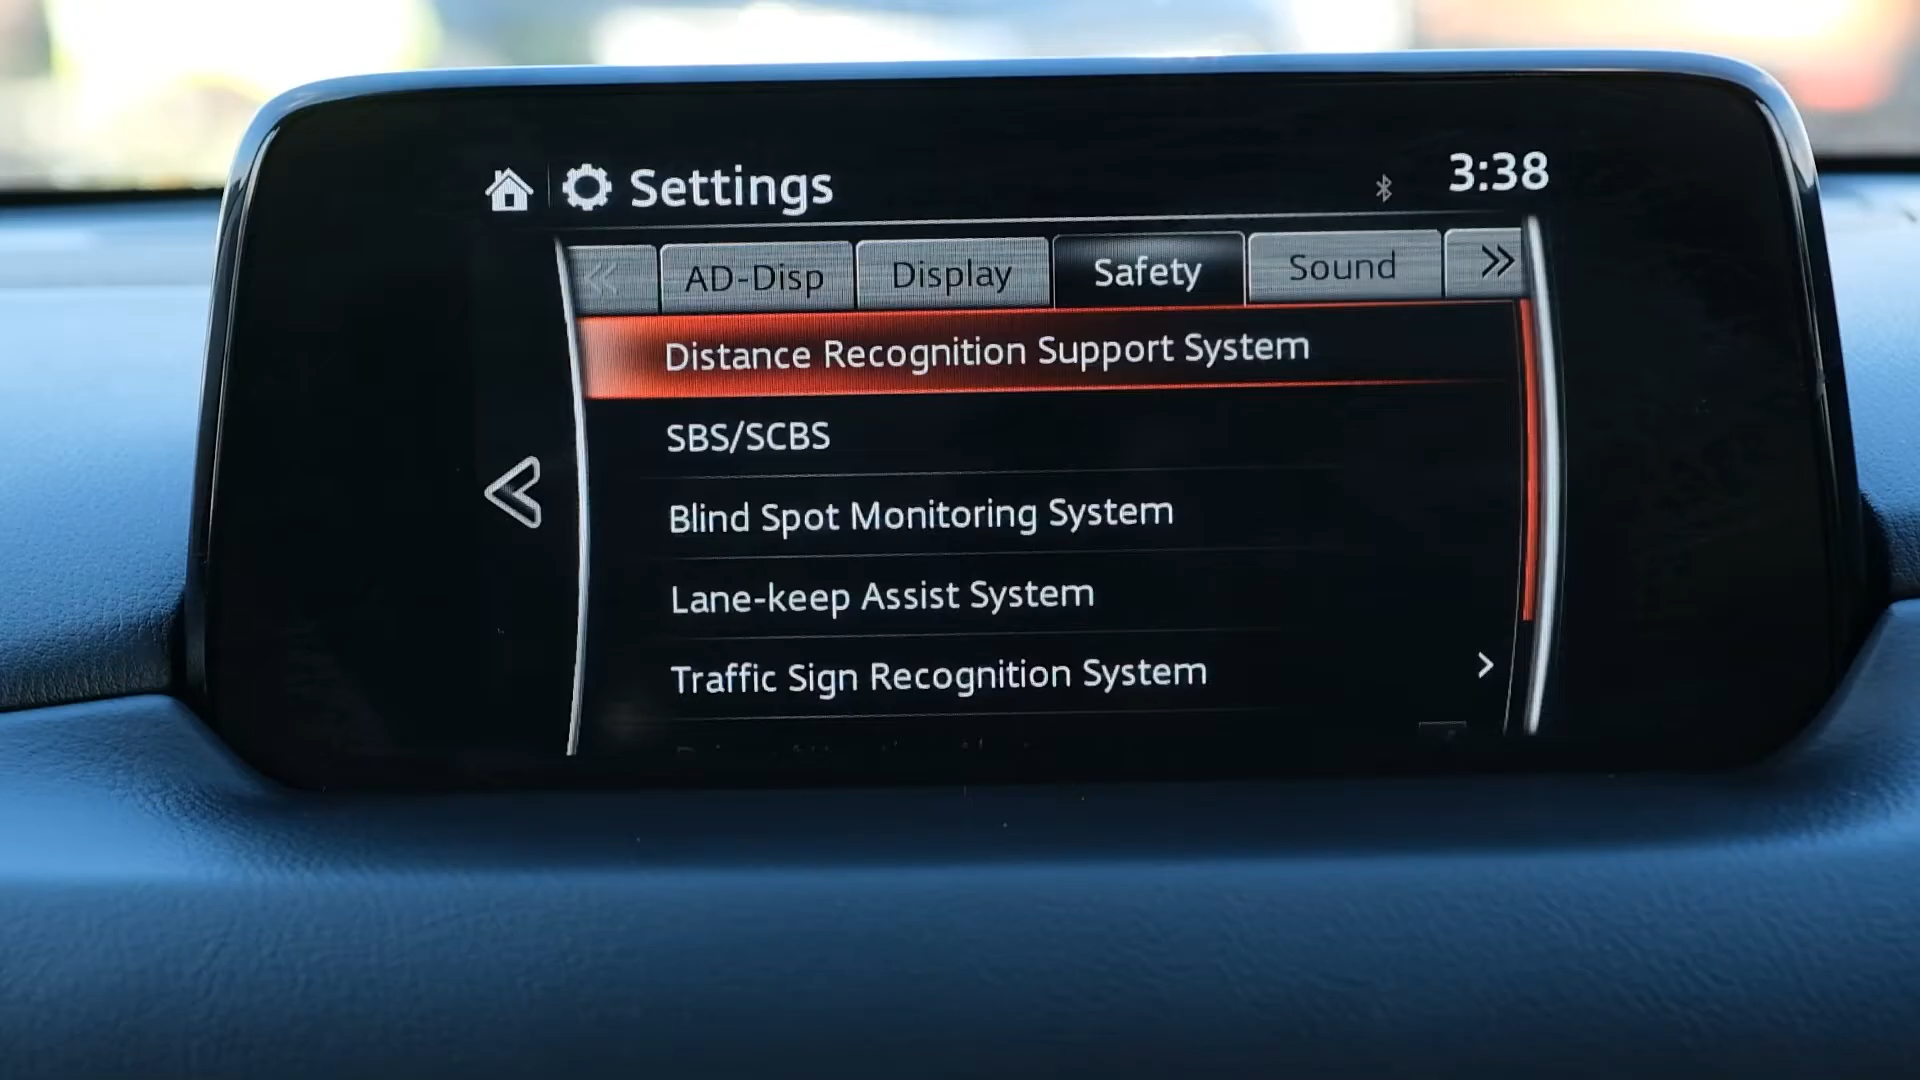 Settings
3:38
AD-Disp
Display
Safety
Sound
Distance Recognition Support System
SBS/SCBS
Blind Spot Monitoring System
Lane-keep Assist System
Traffic Sign Recognition System